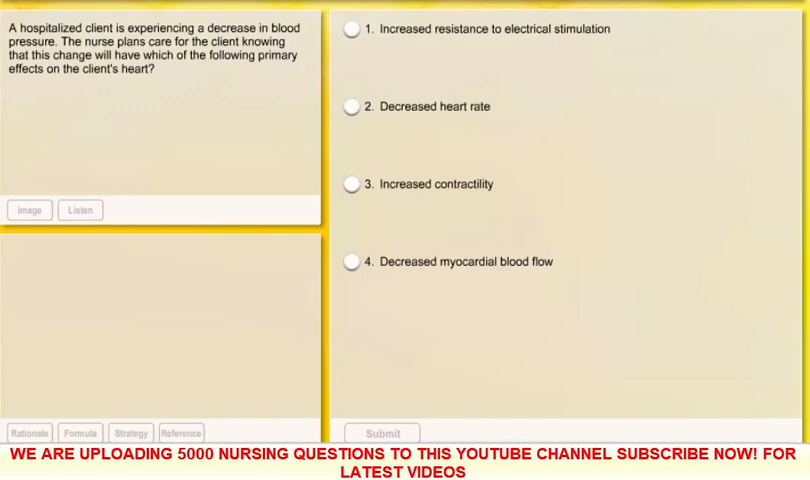 A hospitalized client is experiencing a decrease in blood
pressure. The nurse plans care for the client knowing
that this change will have which of the following primary
effects on the client's heart?
Image Listen
1. Increased resistance to electrical stimulation
2. Decreased heart rate
3. Increased contractility
4. Decreased myocardial blood flow
Rationale Formula Strategy Reference
Submit
WE ARE UPLOADING 5000 NURSING QUESTIONS TO THIS YOUTUBE CHANNEL SUBSCRIBE NOW! FOR
LATEST VIDEOS